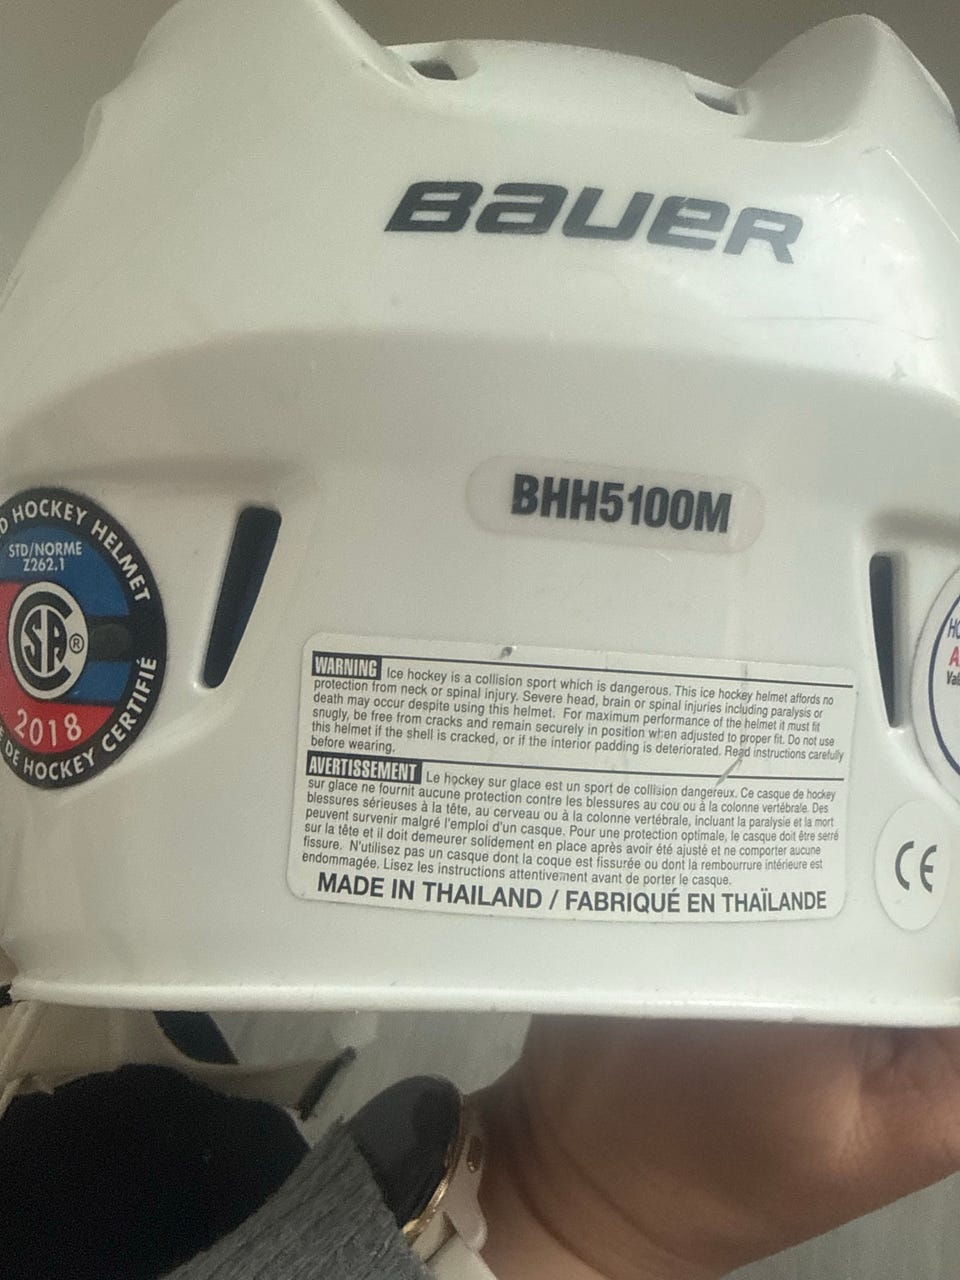 BAUER
BHH5100M
HOCKEY HELMET
STD/NORME
Z262.1
CSA®
2018
DE HOCKEY CERTIFIÉ
WARNING Ice hockey is a collision sport which is dangerous. This ice hockey helmet affords no
protection from neck or spinal injury. Severe head, brain or spinal injuries including paralysis or
death may occur despite using this helmet. For maximum performance of the helmet it must fit
snugly, be free from cracks and remain securely in position when adjusted to proper fit. Do not use
this helmet if the shell is cracked, or if the interior padding is deteriorated. Read instructions carefully
before wearing.
AVERTISSEMENT Le hockey sur glace est un sport de collision dangereux. Ce casque de hockey
sur glace ne fournit aucune protection contre les blessures au cou ou à la colonne vertébrale. Des
blessures sérieuses à la tête, au cerveau ou à la colonne vertébrale, incluant la paralysie et la mort
peuvent survenir malgré l'emploi d'un casque. Pour une protection optimale, le casque doit être serré
sur la tête et il doit demeurer solidement en place après avoir été ajusté et ne comporter aucune
fissure. N'utilisez pas un casque dont la coque est fissurée ou dont la rembourrure intérieure est
endommagée. Lisez les instructions attentivement avant de porter le casque.
MADE IN THAILAND / FABRIQUÉ EN THAÏLANDE
CE